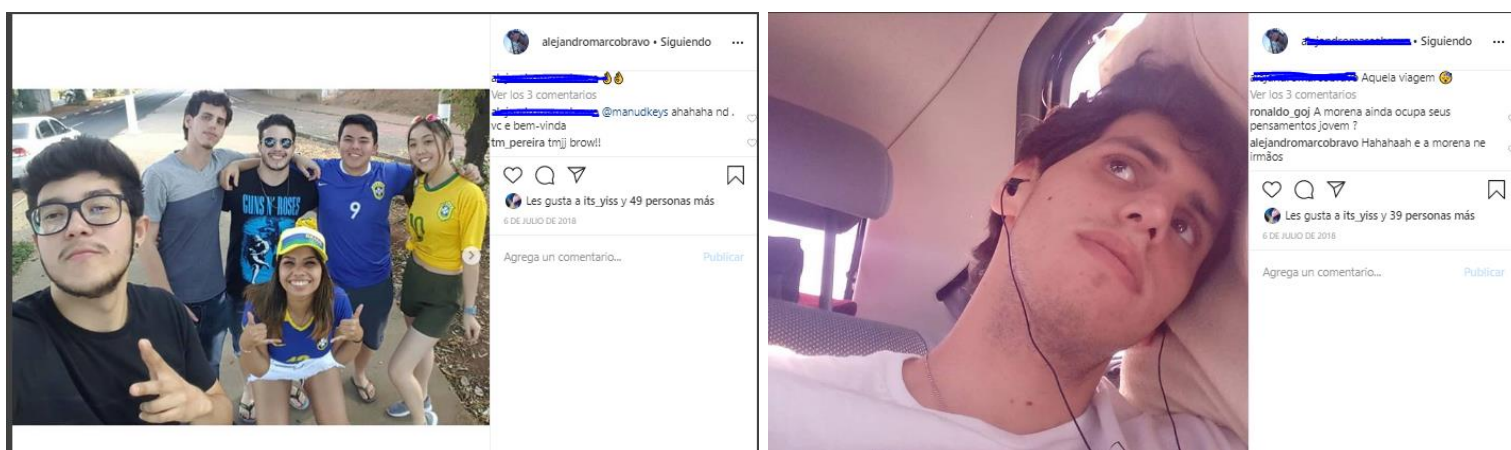 alejandromarcobravo • Siguiendo •••
Ver los 3 comentarios
@manudkeys ahahaha nd ,
vc e bem-vinda
tm_pereira tmjj brow!!
Les gusta a its_yiss y 49 personas más
6 DE JULIO DE 2018
Agrega un comentario... Publicar
GUNS N' ROSES
9
10
• Siguiendo •••
Aquela viagem
Ver los 3 comentarios
ronaldo_goj A morena ainda ocupa seus
pensamentos jovem ?
alejandromarcobravo Hahahaah e a morena ne
irmãos
Les gusta a its_yiss y 39 personas más
6 DE JULIO DE 2018
Agrega un comentario... Publicar